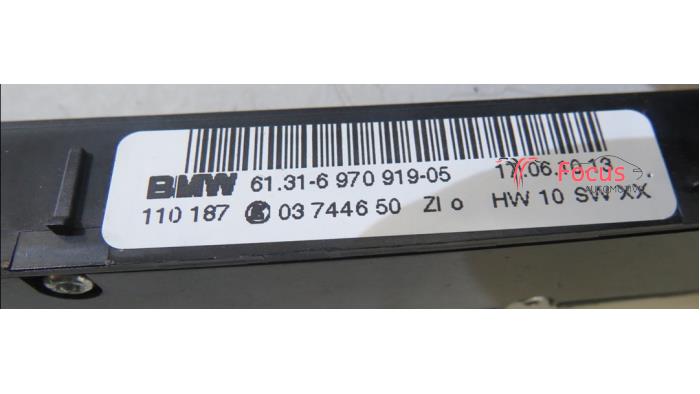 BMW 61.31-6 970 919-05
110 187 03 7446 50 ZI o HW 10 SW XX
Focus
AUTOMOTIVE